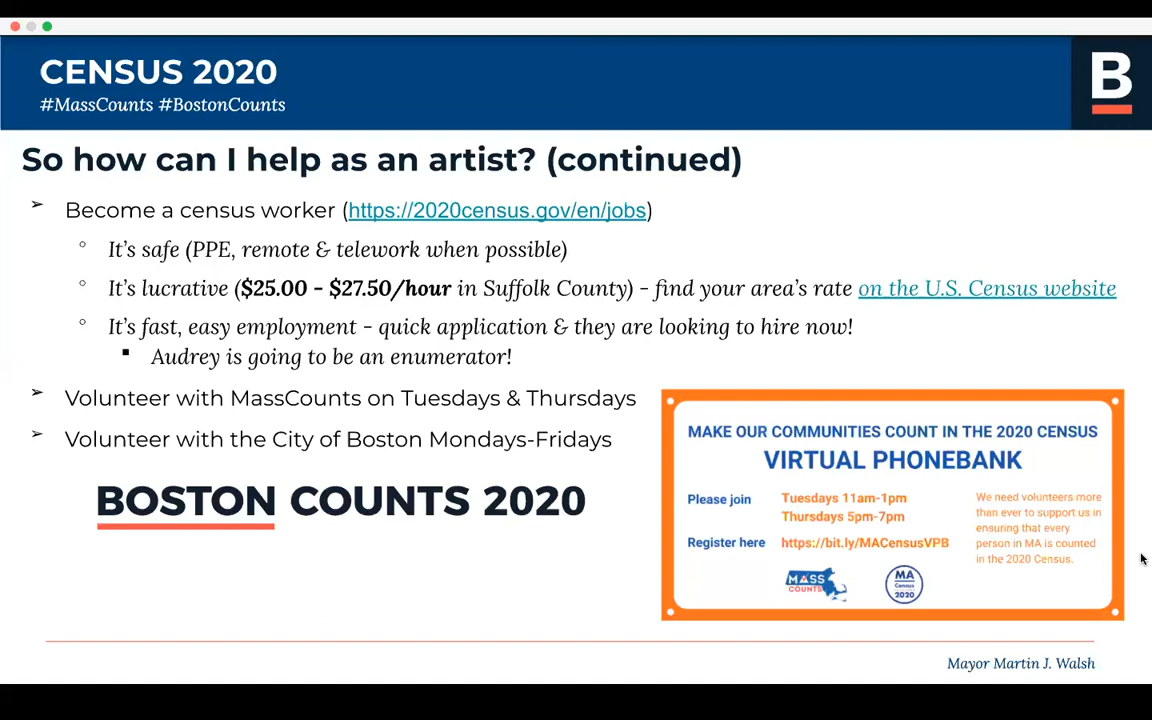 CENSUS 2020
#MassCounts #BostonCounts
B
So how can I help as an artist? (continued)
➢ Become a census worker (https://2020census.gov/en/jobs)
○ It's safe (PPE, remote & telework when possible)
○ It's lucrative ($25.00 - $27.50/hour in Suffolk County) - find your area's rate on the U.S. Census website
○ It's fast, easy employment - quick application & they are looking to hire now!
▪ Audrey is going to be an enumerator!
➢ Volunteer with MassCounts on Tuesdays & Thursdays
➢ Volunteer with the City of Boston Mondays-Fridays
BOSTON COUNTS 2020
MAKE OUR COMMUNITIES COUNT IN THE 2020 CENSUS
VIRTUAL PHONEBANK
Please join
Tuesdays 11am-1pm
Thursdays 5pm-7pm
Register here
https://bit.ly/MACensusVPB
We need volunteers more
than ever to support us in
ensuring that every
person in MA is counted
in the 2020 Census.
MASS
COUNTS
MA
Census
2020
Mayor Martin J. Walsh